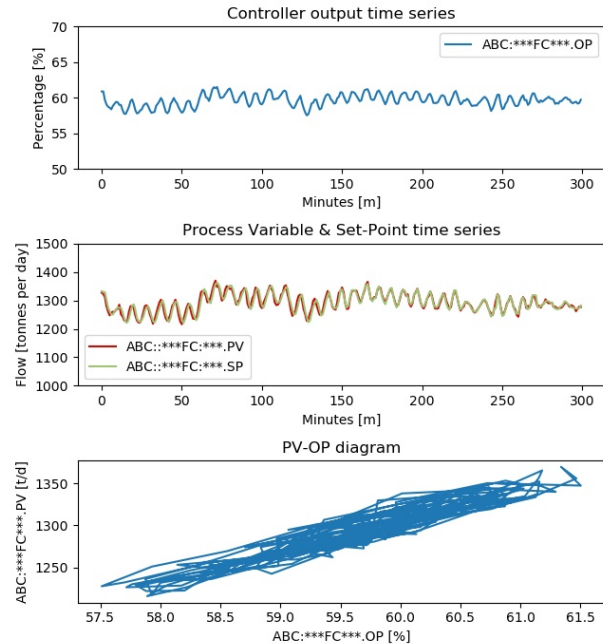 Controller output time series
Percentage [%]
70
65
60
55
50
ABC:***FC***.OP
0 50 100 150 200 250 300
Minutes [m]
Process Variable & Set-Point time series
Flow [tonnes per day]
1500
1400
1300
1200
1100
1000
ABC::***FC:***.PV
ABC::***FC:***.SP
0 50 100 150 200 250 300
Minutes [m]
PV-OP diagram
ABC:***FC***.PV [t/d]
1350
1300
1250
57.5 58.0 58.5 59.0 59.5 60.0 60.5 61.0 61.5
ABC:***FC***.OP [%]